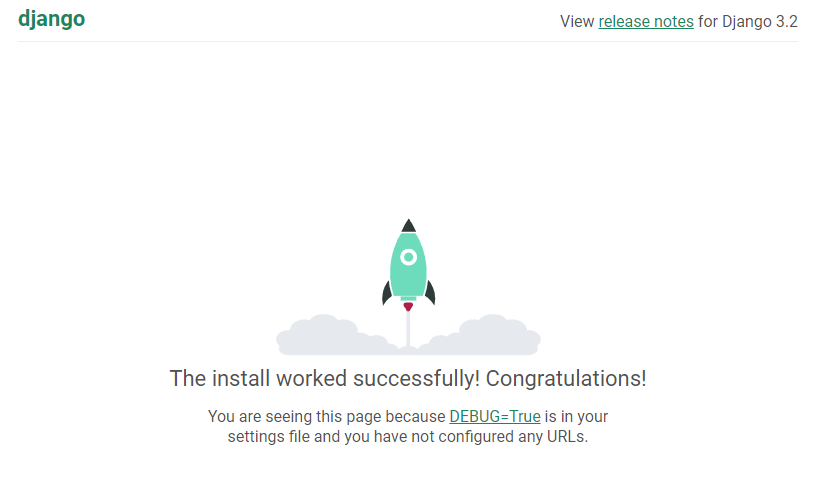 django
View release notes for Django 3.2
The install worked successfully! Congratulations!
You are seeing this page because DEBUG=True is in your
settings file and you have not configured any URLs.